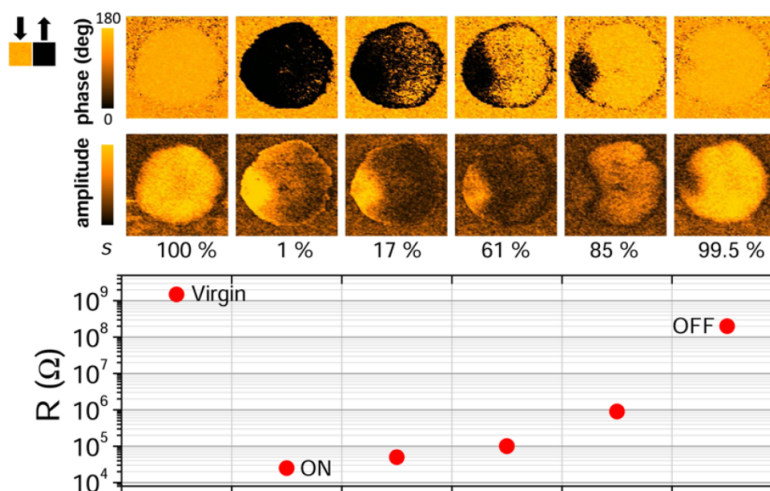 180
phase (deg)
0
amplitude
S 100 % 1 % 17 % 61 % 85 % 99.5 %
R (Ω)
10⁹
Virgin
10⁸
OFF
10⁷
10⁶
10⁵
10⁴
ON